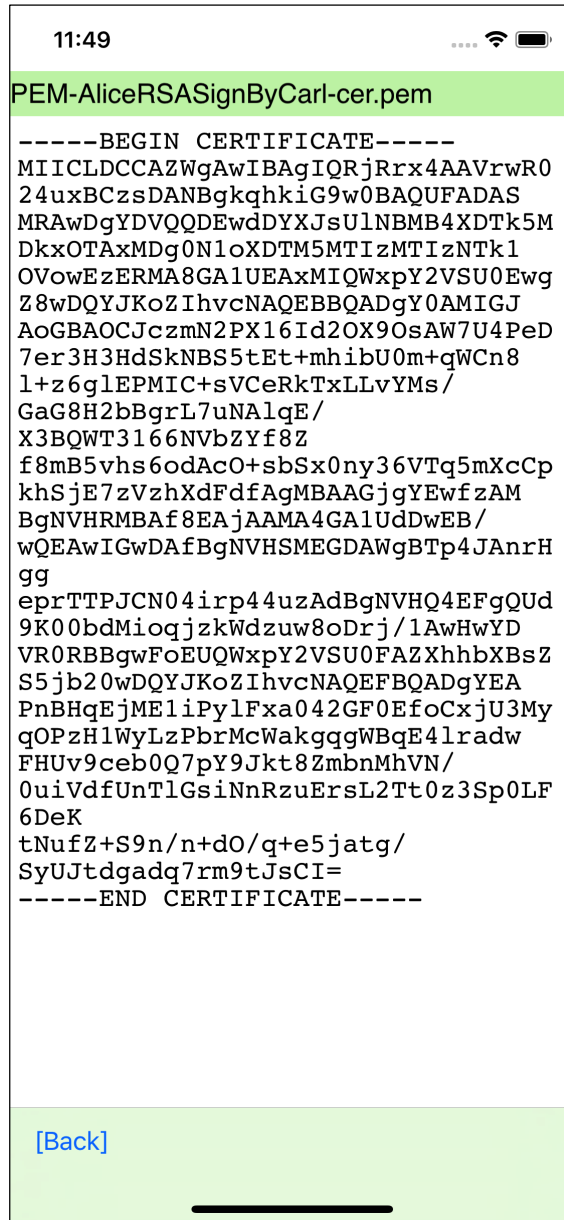 11:49
PEM-AliceRSASignByCarl-cer.pem
-----BEGIN CERTIFICATE-----
MIICLDCCAZWgAwIBAgIQRjRrx4AAVrwR0
24uxBCzsDANBgkqhkiG9w0BAQUFADAS
MRAwDgYDVQQDEwdDYXJsUlNBMB4XDTk5M
DkxOTAxMDg0N1oXDTM5MTIzMTIzNTk1
OVowEzERMA8GA1UEAxMIQWxpY2VSU0Ewg
Z8wDQYJKoZIhvcNAQEBBQADgY0AMIGJ
AoGBAOCJczmN2PX16Id2OX9OsAW7U4PeD
7er3H3HdSkNBS5tEt+mhibU0m+qWCn8
l+z6glEPMIC+sVCeRkTxLLvYMs/
GaG8H2bBgrL7uNAlqE/
X3BQWT3166NVbZYf8Z
f8mB5vhs6odAcO+sbSx0ny36VTq5mXcCp
khSjE7zVzhXdFdfAgMBAAGjgYEwfzAM
BgNVHRMBAf8EAjAAMA4GA1UdDwEB/
wQEAwIGwDAfBgNVHSMEGDAWgBTp4JAnrH
gg
eprTTPJCN04irp44uzAdBgNVHQ4EFgQUd
9K00bdMioqjzkWdzuw8oDrj/1AwHwYD
VR0RBBgwFoEUQWxpY2VSU0FAZXhhbXBsZ
S5jb20wDQYJKoZIhvcNAQEFBQADgYEA
PnBHqEjME1iPylFxa042GF0EfoCxjU3My
qOPzH1WyLzPbrMcWakgqgWBqE4lradw
FHUv9ceb0Q7pY9Jkt8ZmbnMhVN/
0uiVdfUnTlGsiNnRzuErsL2Tt0z3Sp0LF
6DeK
tNufZ+S9n/n+dO/q+e5jatg/
SyUJtdgadq7rm9tJsCI=
-----END CERTIFICATE-----
[Back]